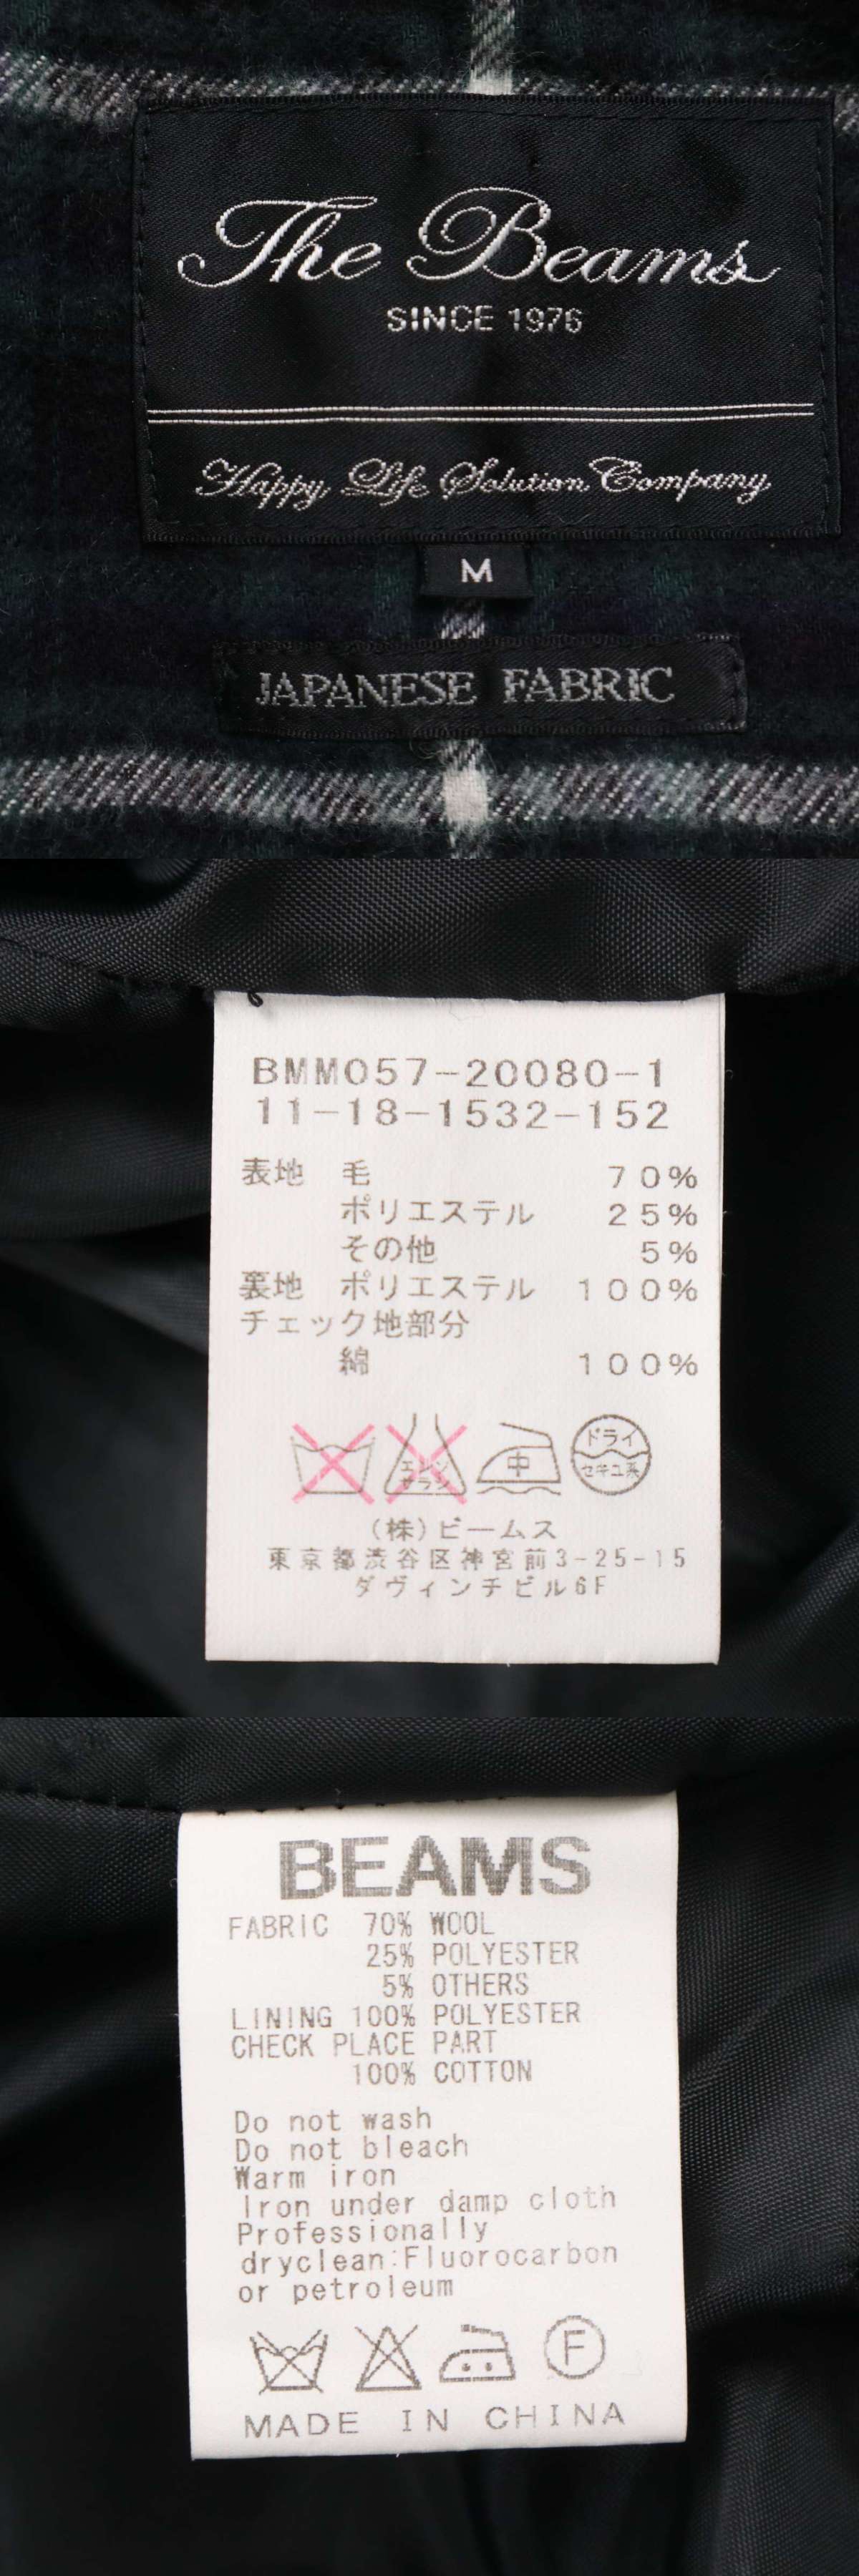 The Beams
SINCE 1976
Happy Life Solution Company
M
JAPANESE FABRIC
BMM057-20080-1
11-18-1532-152
表地 毛 70%
ポリエステル 25%
その他 5%
裏地 ポリエステル 100%
チェック地部分
綿 100%
エンソ
サラシ
中
ドライ
セキユ系
(株)ビームス
東京都渋谷区神宮前3-25-15
ダヴィンチビル6F
BEAMS
FABRIC 70% WOOL
25% POLYESTER
5% OTHERS
LINING 100% POLYESTER
CHECK PLACE PART
100% COTTON
Do not wash
Do not bleach
Warm iron
Iron under damp cloth
Professionally
dryclean:Fluorocarbon
or petroleum
F
MADE IN CHINA